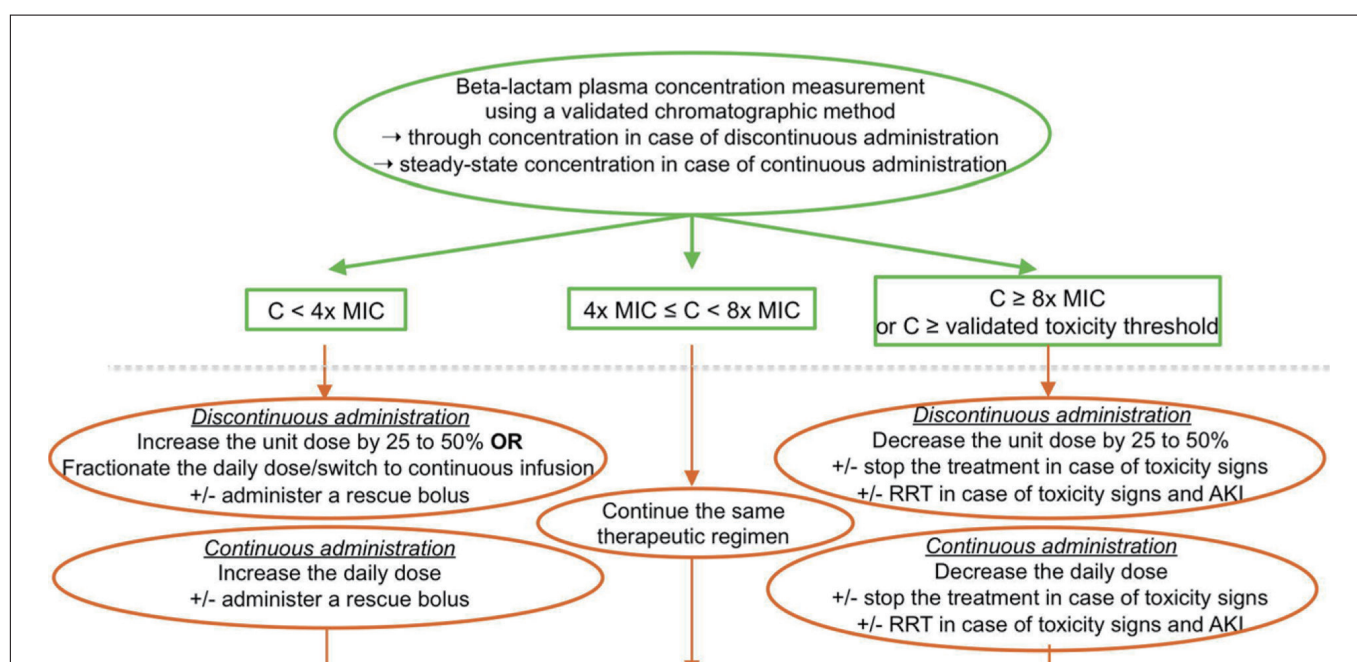 Beta-lactam plasma concentration measurement
using a validated chromatographic method
→ through concentration in case of discontinuous administration
→ steady-state concentration in case of continuous administration
C < 4x MIC
4x MIC ≤ C < 8x MIC
C ≥ 8x MIC
or C ≥ validated toxicity threshold
Discontinuous administration
Increase the unit dose by 25 to 50% OR
Fractionate the daily dose/switch to continuous infusion
+/- administer a rescue bolus
Continuous administration
Increase the daily dose
+/- administer a rescue bolus
Continue the same
therapeutic regimen
Discontinuous administration
Decrease the unit dose by 25 to 50%
+/- stop the treatment in case of toxicity signs
+/- RRT in case of toxicity signs and AKI
Continuous administration
Decrease the daily dose
+/- stop the treatment in case of toxicity signs
+/- RRT in case of toxicity signs and AKI